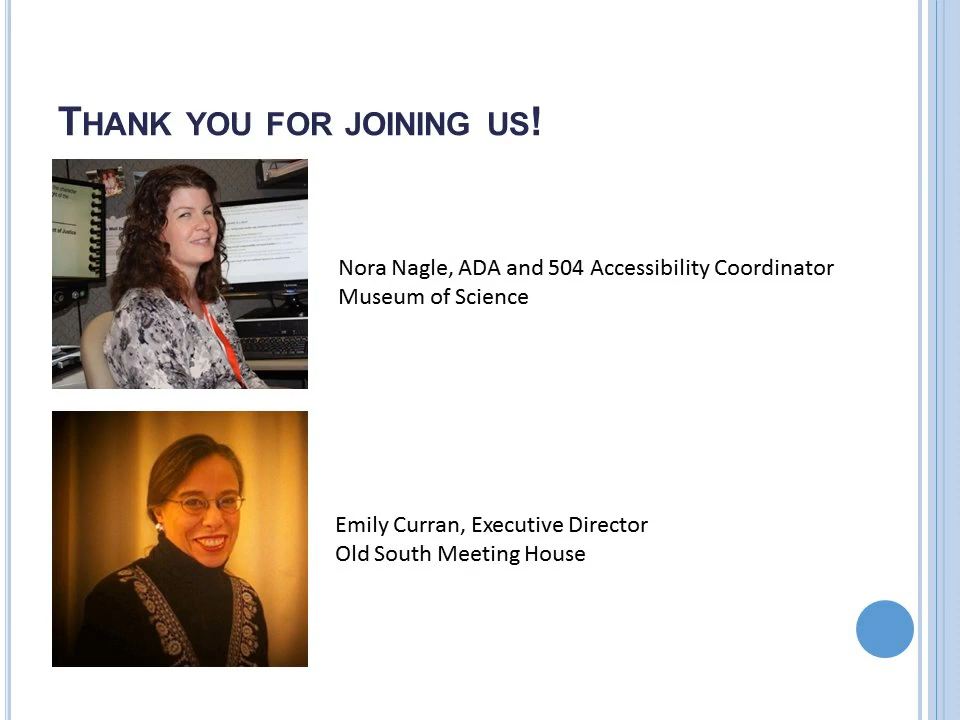 Thank you for joining us!
Nora Nagle, ADA and 504 Accessibility Coordinator
Museum of Science
Emily Curran, Executive Director
Old South Meeting House